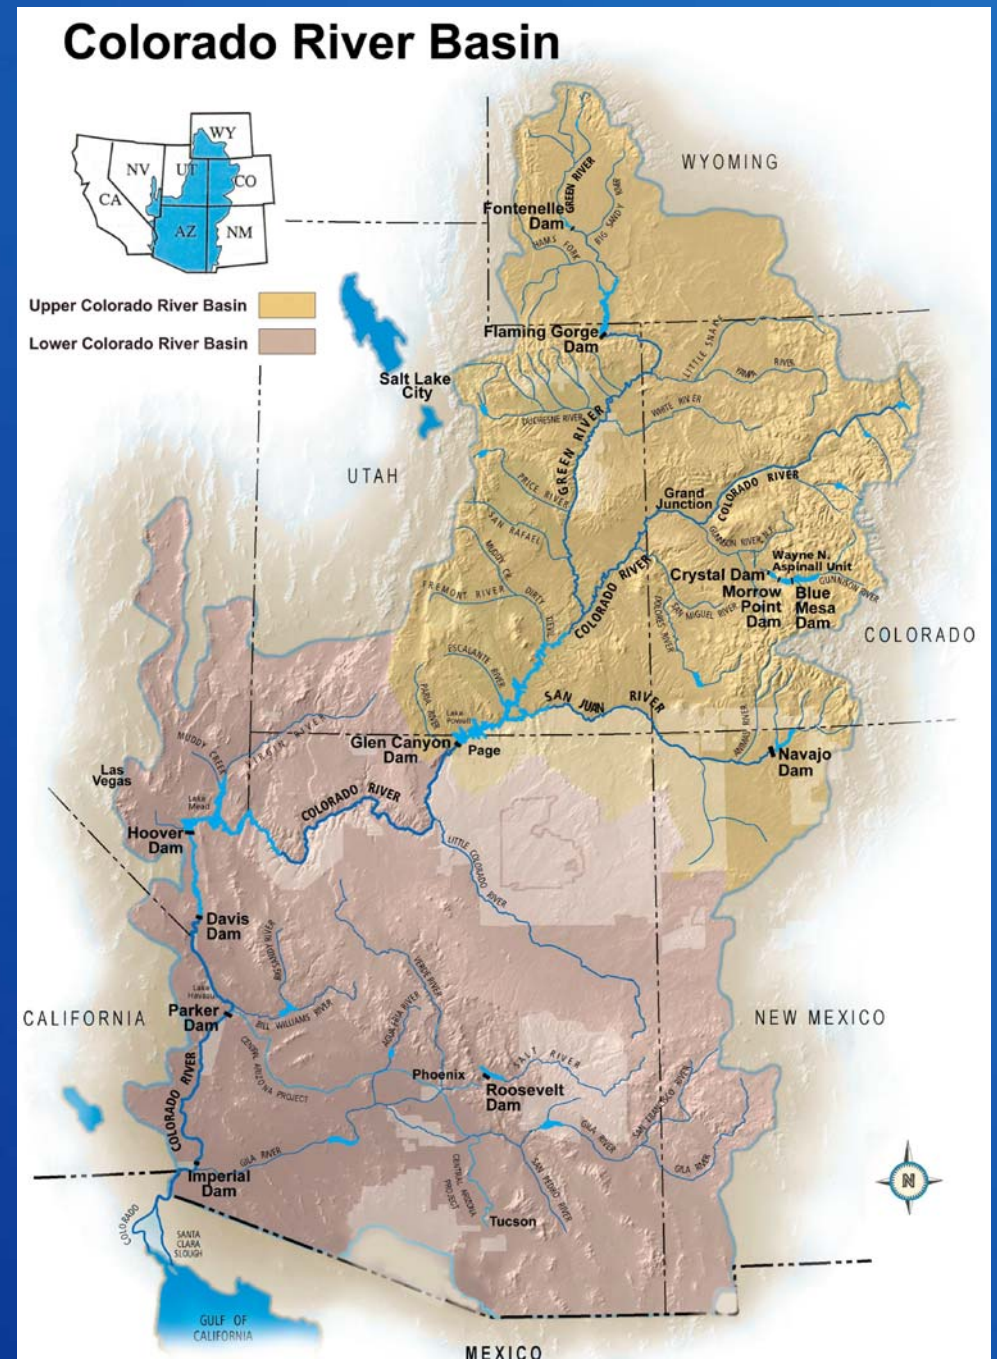 Colorado River Basin
WY
NV
UT
CO
CA
AZ
NM
WYOMING
GREEN RIVER
BIG SANDY RIVER
Fontenelle
Dam
HAMS FORK
Upper Colorado River Basin
Lower Colorado River Basin
Flaming Gorge
Dam
LITTLE SNAKE
YAMPA RIVER
Salt Lake
City
DUCHESNE RIVER
WHITE RIVER
GREEN RIVER
UTAH
PRICE RIVER
Grand
Junction
COLORADO RIVER
SAN RAFAEL
GUNNISON RIVER, N.F.
MUDDY CR.
Wayne N.
Aspinall Unit
Crystal Dam
GUNNISON RIVER
Morrow
Point
Dam
Blue
Mesa
Dam
FREMONT RIVER
DIRTY
DEVIL
COLORADO RIVER
DOLORES RIVER
SAN MIGUEL RIVER
COLORADO
ESCALANTE RIVER
PARIA RIVER
Lake
Powell
SAN JUAN RIVER
ANIMAS RIVER
Glen Canyon
Dam
Page
Navajo
Dam
MUDDY CREEK
VIRGIN RIVER
Las
Vegas
Lake
Mead
COLORADO RIVER
Hoover
Dam
LITTLE COLORADO RIVER
Davis
Dam
BIG SANDY RIVER
VERDE RIVER
Lake
Havasu
Parker
Dam
BILL WILLIAMS RIVER
AGUA FRIA RIVER
CALIFORNIA
NEW MEXICO
CENTRAL ARIZONA PROJECT
COLORADO RIVER
Phoenix
SALT RIVER
Roosevelt
Dam
SAN FRANCISCO RIVER
GILA RIVER
GILA RIVER
GILA RIVER
Imperial
Dam
CENTRAL ARIZONA
PROJECT
SAN PEDRO RIVER
N
COLORADO
SANTA
CLARA
SLOUGH
Tucson
GULF OF
CALIFORNIA
MEXICO